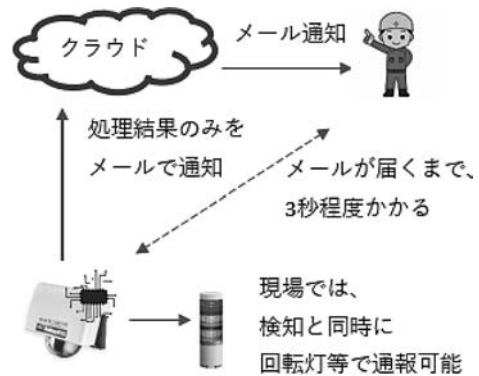 クラウド
メール通知
処理結果のみを
メールで通知
メールが届くまで、
3秒程度かかる
現場では、
検知と同時に
回転灯等で通報可能